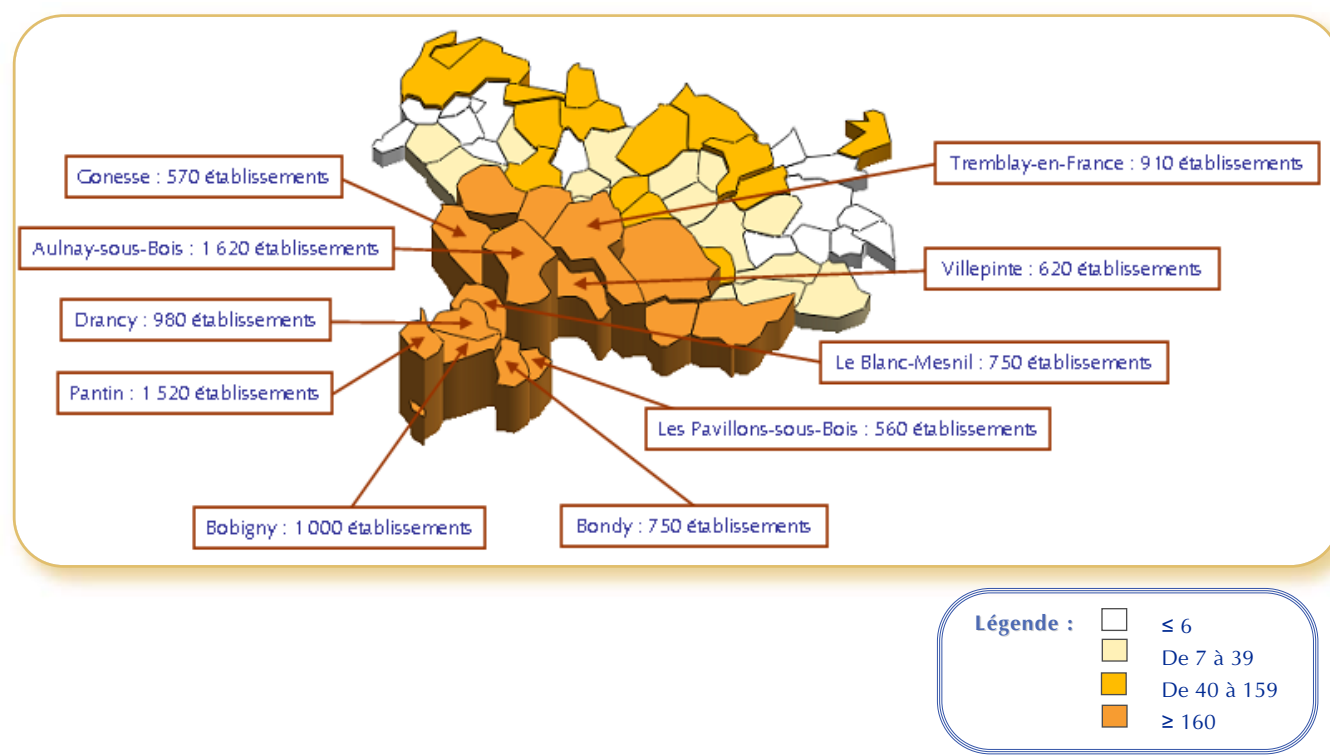 Gonesse : 570 établissements
Tremblay-en-France : 910 établissements
Aulnay-sous-Bois : 1 620 établissements
Villepinte : 620 établissements
Drancy : 980 établissements
Le Blanc-Mesnil : 750 établissements
Pantin : 1 520 établissements
Les Pavillons-sous-Bois : 560 établissements
Bobigny : 1 000 établissements
Bondy : 750 établissements
Légende :
≤ 6
De 7 à 39
De 40 à 159
≥ 160